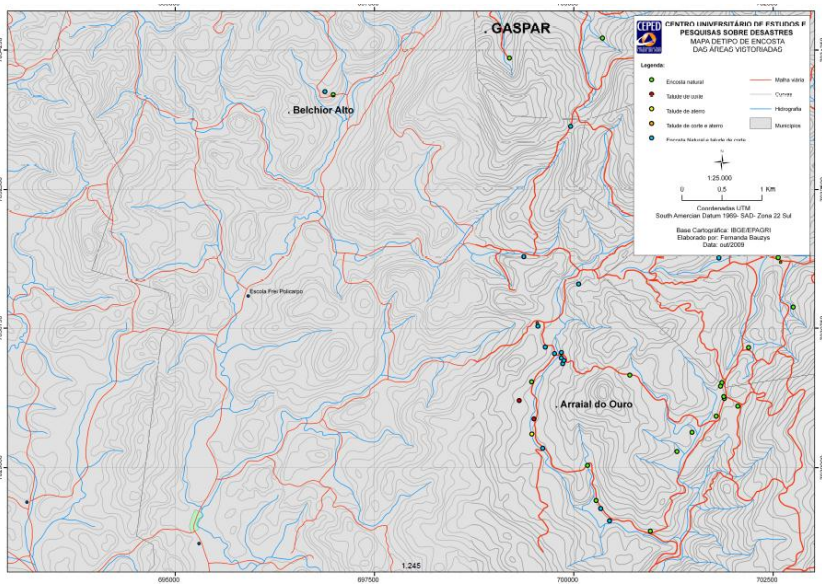 . GASPAR
. Belchior Alto
Escola Frei Policarpo
. Arraial do Ouro
1.245
CEPED
CENTRO UNIVERSITÁRIO DE ESTUDOS E
PESQUISAS SOBRE DESASTRES
MAPA DETIPO DE ENCOSTA
DAS ÁREAS VISTORIADAS
Legenda:
Encosta natural
Talude de corte
Talude de aterro
Talude de corte e aterro
Encosta Natural e talude de corte
Malha viária
Curvas
Hidrografia
Municípios
N
1:25.000
0 0,5 1 Km
Coordenadas UTM
South Amercian Datum 1969- SAD- Zona 22 Sul
Base Cartográfica: IBGE/EPAGRI
Elaborado por: Fernanda Bauzys
Data: out/2009
695000 697500 700000 702500